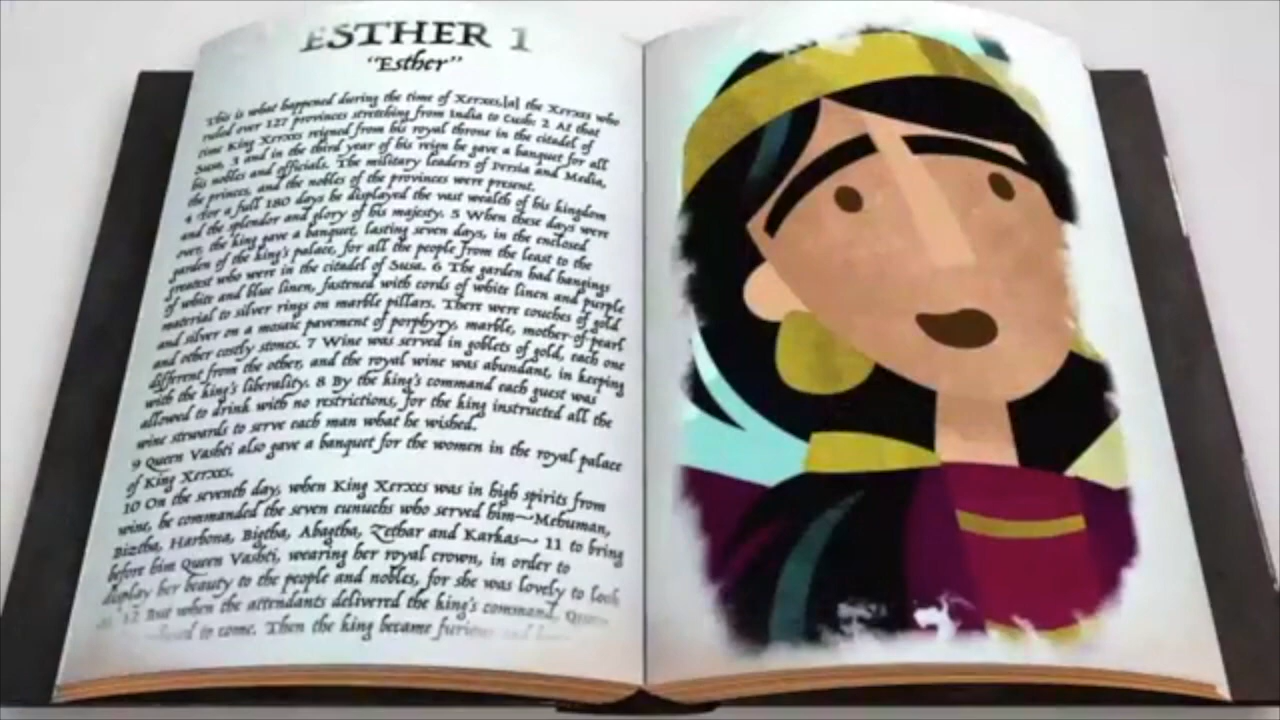 ESTHER 1
“Esther”
This is what happened during the time of Xerxes,[a] the Xerxes who
ruled over 127 provinces stretching from India to Cush: 2 At that
time King Xerxes reigned from his royal throne in the citadel of
Susa, 3 and in the third year of his reign he gave a banquet for all
his nobles and officials. The military leaders of Persia and Media,
the princes, and the nobles of the provinces were present.
4 For a full 180 days he displayed the vast wealth of his kingdom
and the splendor and glory of his majesty. 5 When these days were
over, the king gave a banquet, lasting seven days, in the enclosed
garden of the king's palace, for all the people from the least to the
greatest who were in the citadel of Susa. 6 The garden had hangings
of white and blue linen, fastened with cords of white linen and purple
material to silver rings on marble pillars. There were couches of gold
and silver on a mosaic pavement of porphyry, marble, mother-of-pearl
and other costly stones. 7 Wine was served in goblets of gold, each one
different from the other, and the royal wine was abundant, in keeping
with the king's liberality. 8 By the king's command each guest was
allowed to drink with no restrictions, for the king instructed all the
wine stewards to serve each man what he wished.
9 Queen Vashti also gave a banquet for the women in the royal palace
of King Xerxes.
10 On the seventh day, when King Xerxes was in high spirits from
wine, he commanded the seven eunuchs who served him—Mehuman,
Biztha, Harbona, Bigtha, Abagtha, Zethar and Karkas— 11 to bring
before him Queen Vashti, wearing her royal crown, in order to
display her beauty to the people and nobles, for she was lovely to look
12 But when the attendants delivered the king's command, Queen
to come. Then the king became furious and